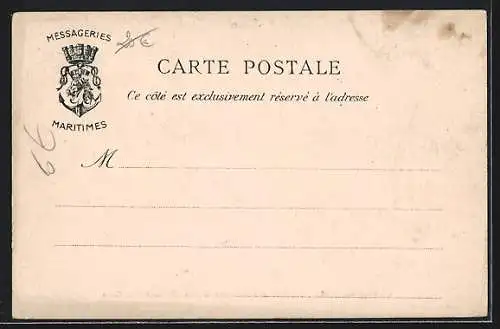 MESSAGERIES
MARITIMES
CARTE POSTALE
Ce côté est exclusivement réservé à l'adresse
M